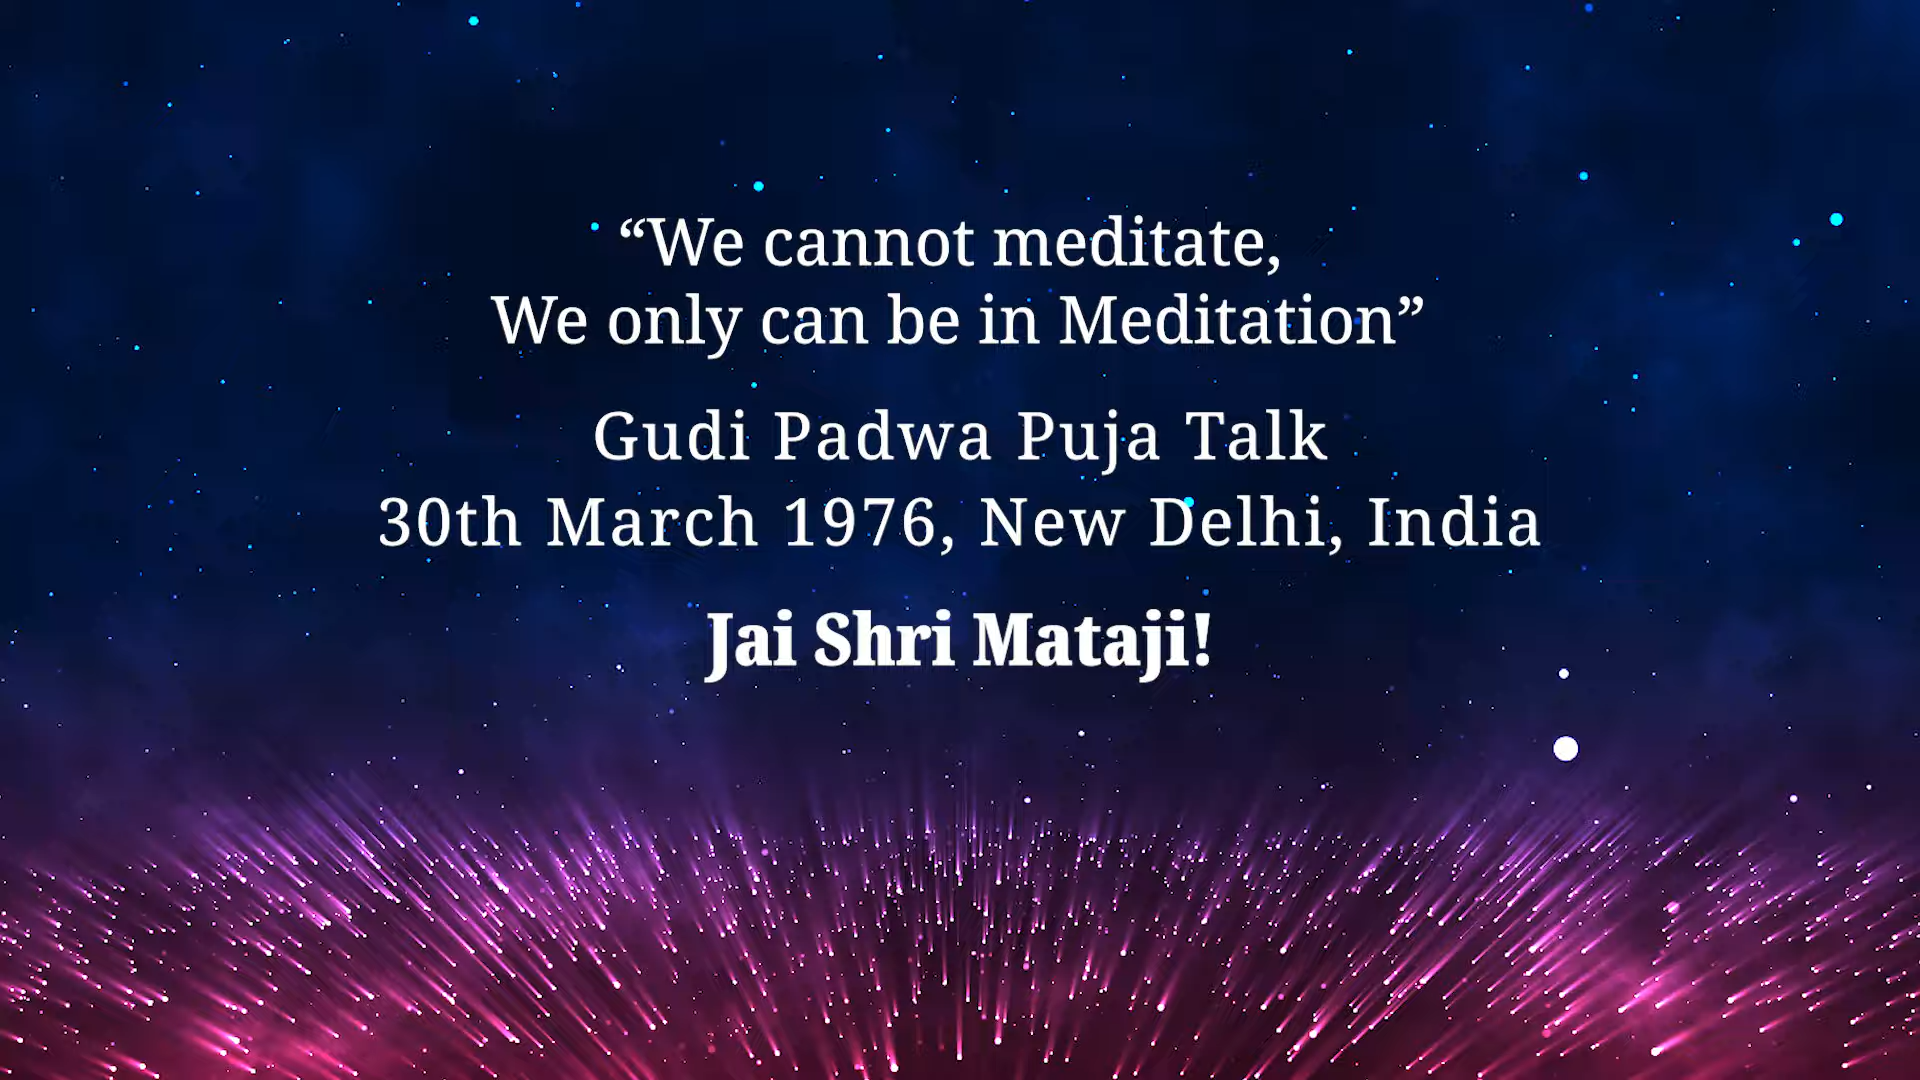 “We cannot meditate,
We only can be in Meditation”
Gudi Padwa Puja Talk
30th March 1976, New Delhi, India
Jai Shri Mataji!